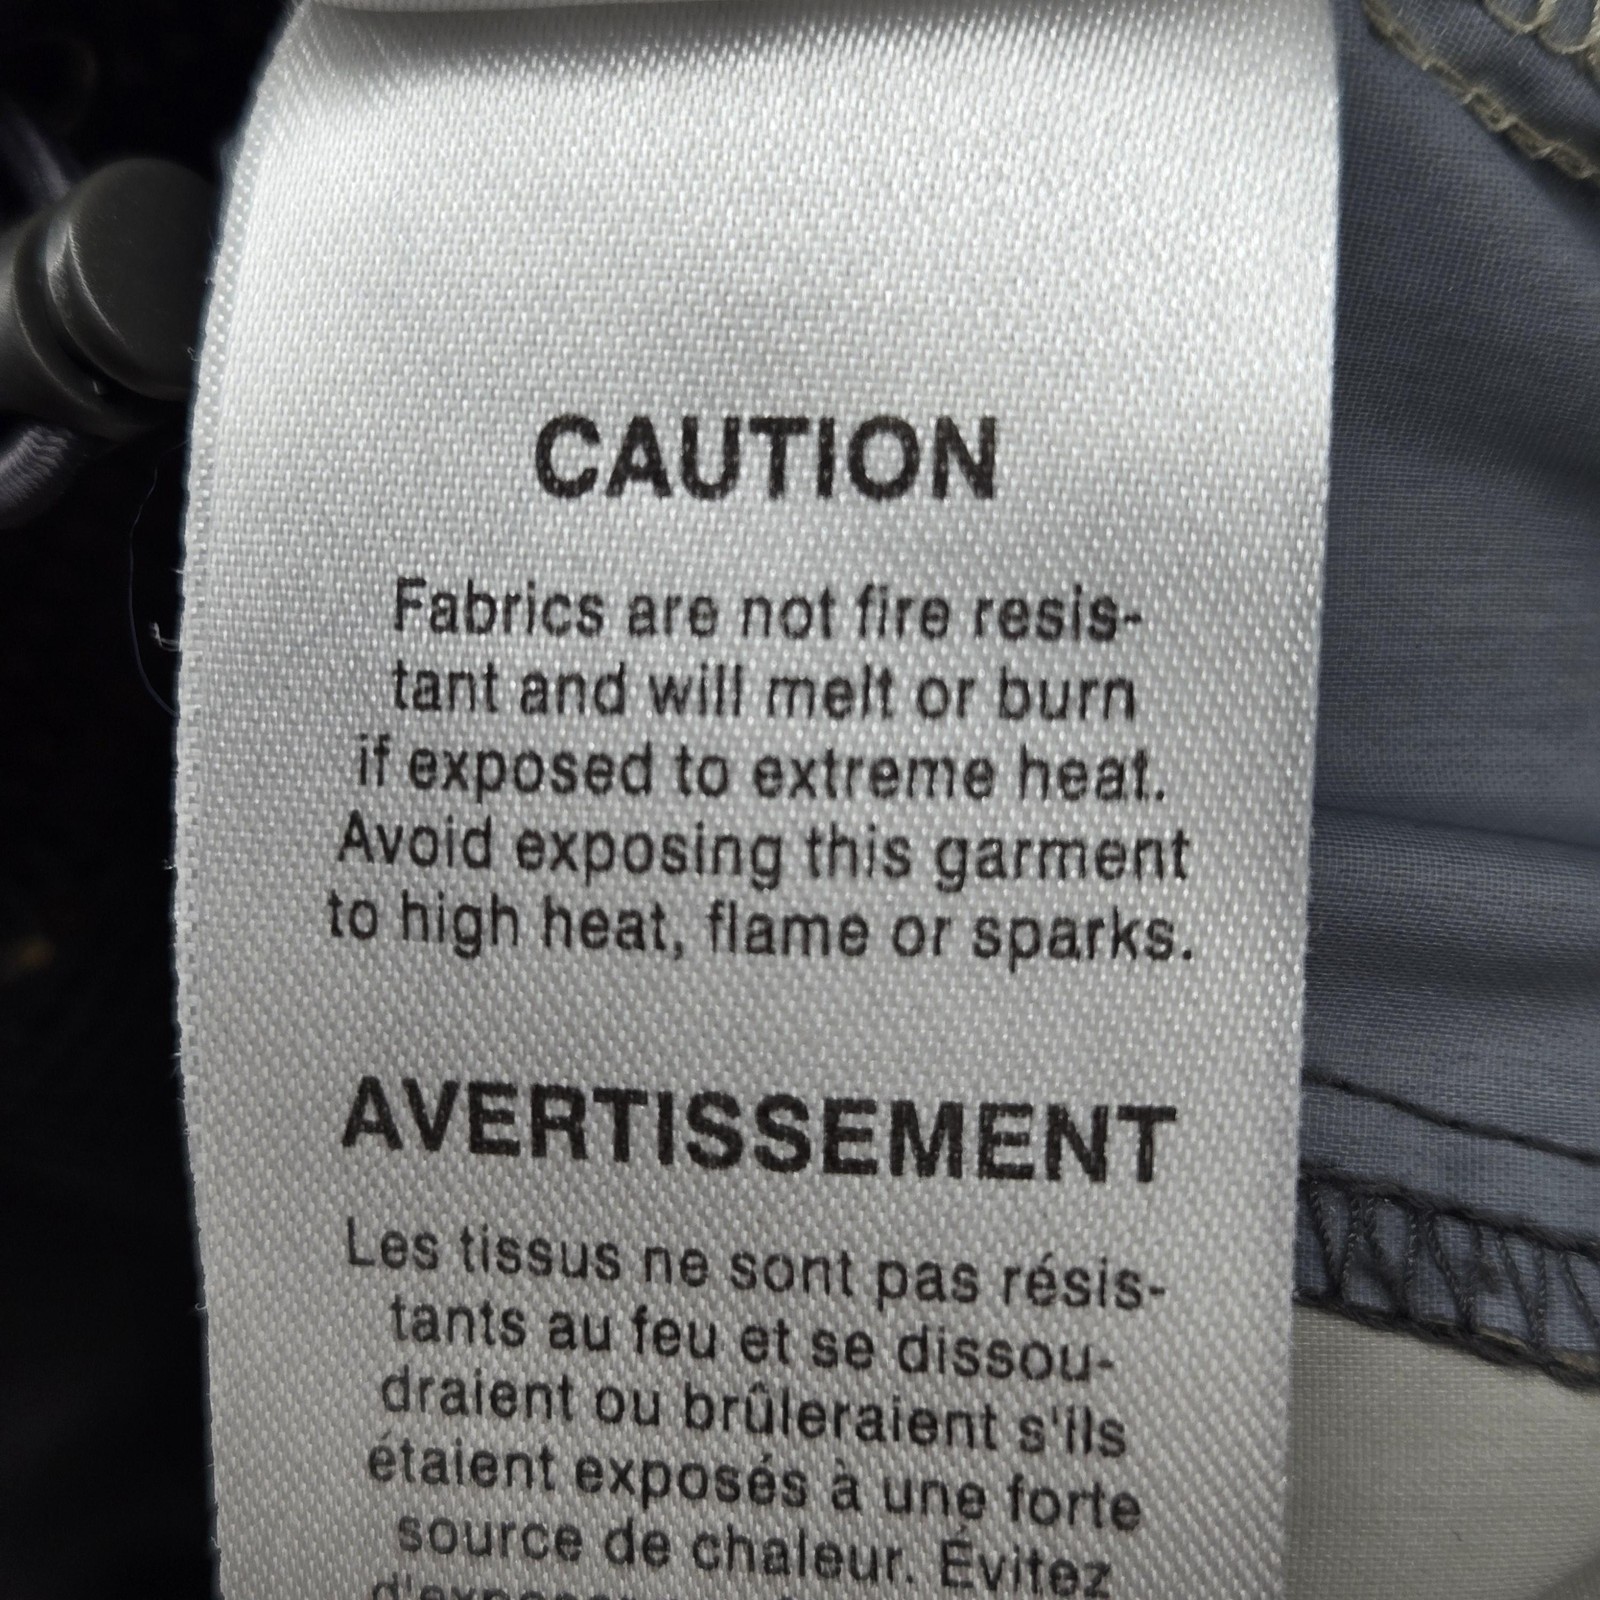 CAUTION
Fabrics are not fire resis-
tant and will melt or burn
if exposed to extreme heat.
Avoid exposing this garment
to high heat, flame or sparks.
AVERTISSEMENT
Les tissus ne sont pas résis-
tants au feu et se dissou-
draient ou brûleraient s'ils
étaient exposés à une forte
source de chaleur. Évitez